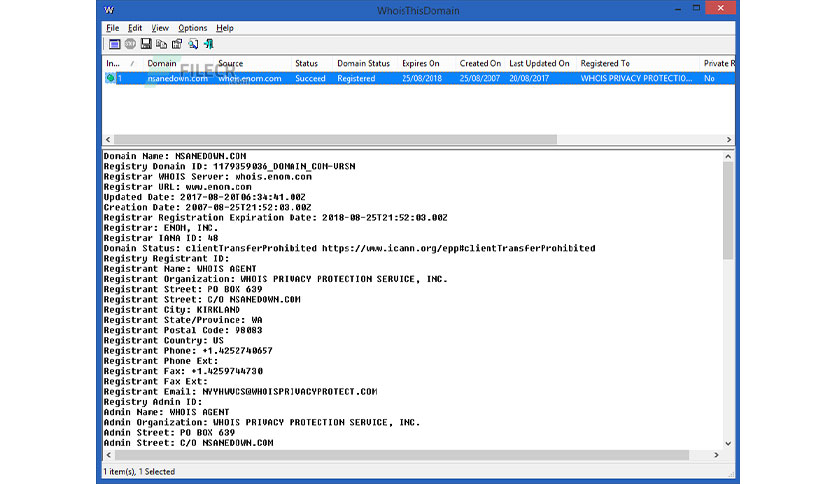 WhoisThisDomain
File Edit View Options Help
In... / Domain Source Status Domain Status Expires On Created On Last Updated On Registered To Private R
FILECR
1 nsanedown.com whois.enom.com Succeed Registered 25/08/2018 25/08/2007 20/08/2017 WHOIS PRIVACY PROTECTIO... No
Domain Name: NSANEDOWN.COM
Registry Domain ID: 1179359036_DOMAIN_COM-VRSN
Registrar WHOIS Server: whois.enom.com
Registrar URL: www.enom.com
Updated Date: 2017-08-20T06:34:41.00Z
Creation Date: 2007-08-25T21:52:03.00Z
Registrar Registration Expiration Date: 2018-08-25T21:52:03.00Z
Registrar: ENOM, INC.
Registrar IANA ID: 48
Domain Status: clientTransferProhibited https://www.icann.org/epp#clientTransferProhibited
Registry Registrant ID:
Registrant Name: WHOIS AGENT
Registrant Organization: WHOIS PRIVACY PROTECTION SERVICE, INC.
Registrant Street: PO BOX 639
Registrant Street: C/O NSANEDOWN.COM
Registrant City: KIRKLAND
Registrant State/Province: WA
Registrant Postal Code: 98083
Registrant Country: US
Registrant Phone: +1.4252740657
Registrant Phone Ext:
Registrant Fax: +1.4259744730
Registrant Fax Ext:
Registrant Email: NYYHWVCS@WHOISPRIVACYPROTECT.COM
Registry Admin ID:
Admin Name: WHOIS AGENT
Admin Organization: WHOIS PRIVACY PROTECTION SERVICE, INC.
Admin Street: PO BOX 639
Admin Street: C/O NSANEDOWN.COM
1 item(s), 1 Selected